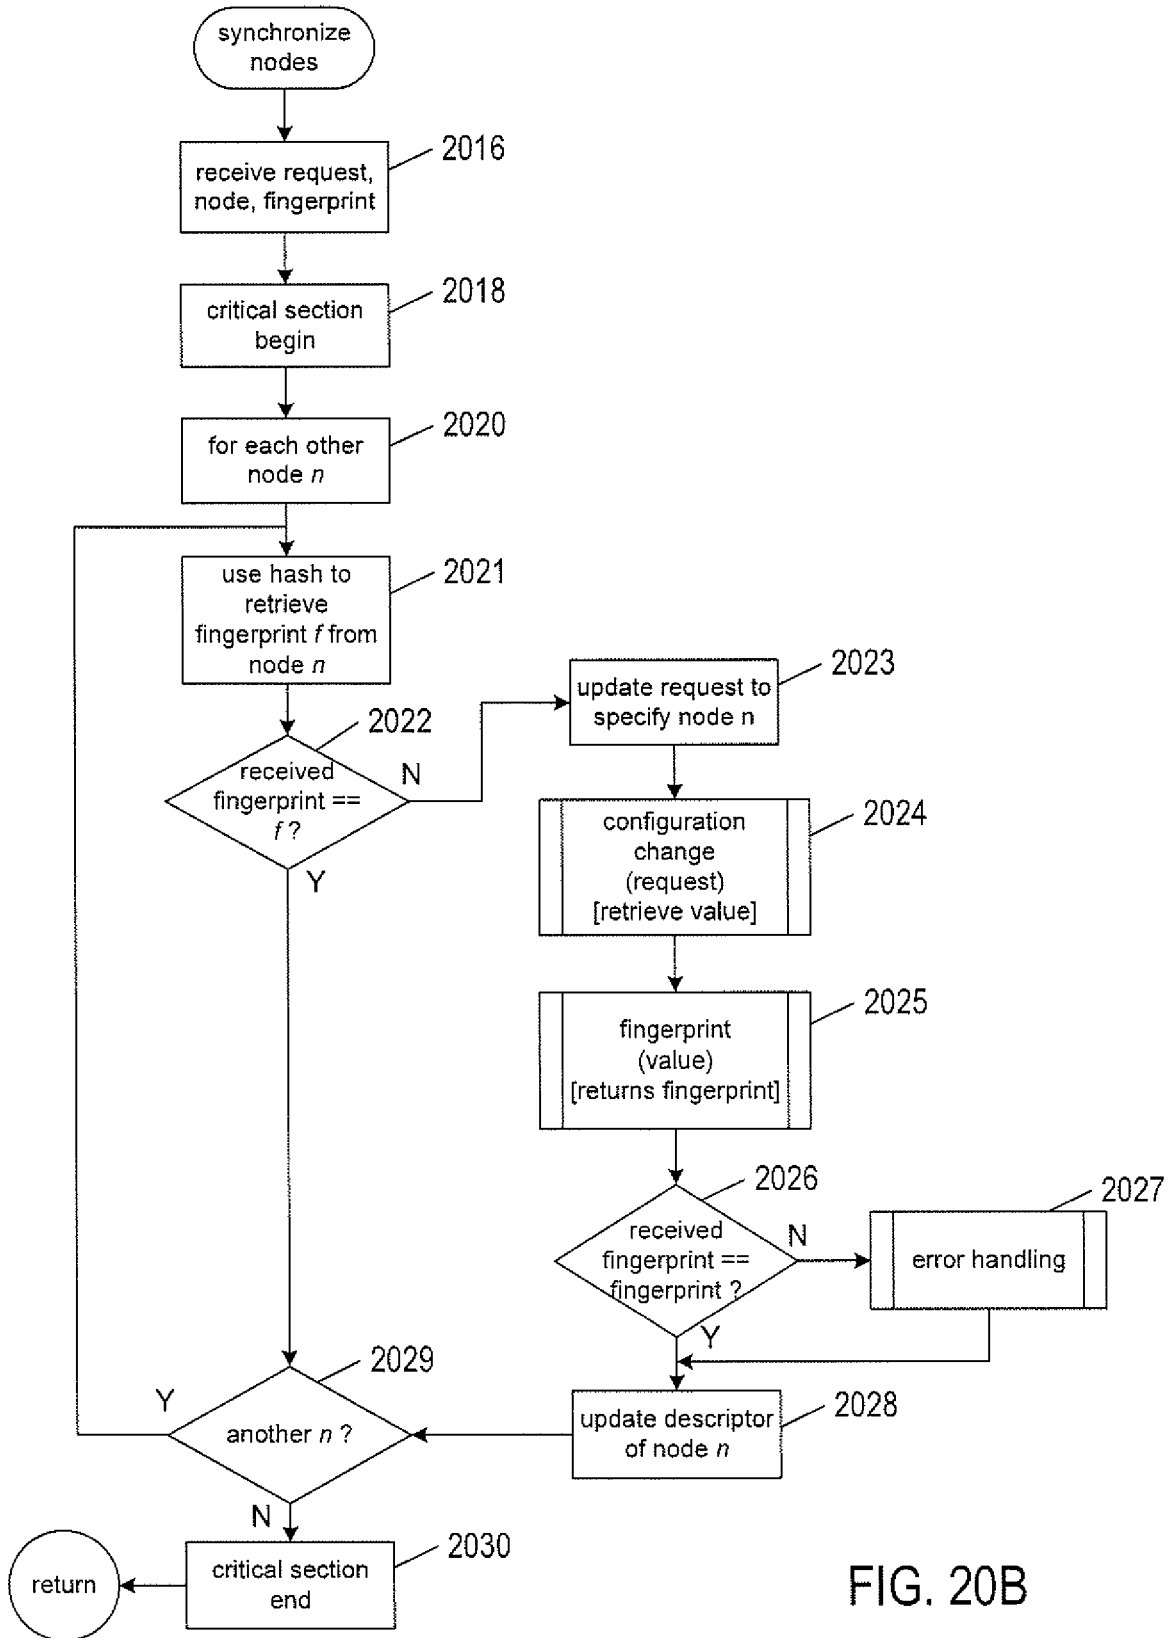 synchronize
nodes
2016
receive request,
node, fingerprint
2018
critical section
begin
2020
for each other
node n
2021
use hash to
retrieve
fingerprint f from
node n
2022
received
fingerprint ==
f ?
N
Y
2023
update request to
specify node n
2024
configuration
change
(request)
[retrieve value]
2025
fingerprint
(value)
[returns fingerprint]
2026
received
fingerprint ==
fingerprint ?
N
Y
2027
error handling
2028
update descriptor
of node n
2029
another n ?
Y
N
2030
critical section
end
return
FIG. 20B